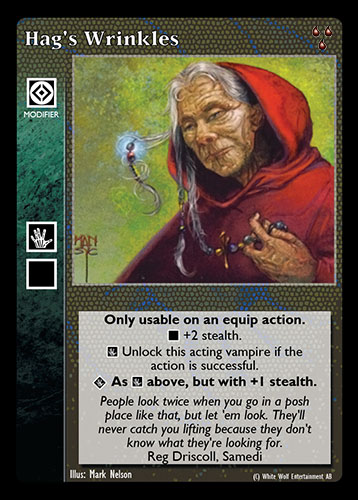 Hag's Wrinkles
MODIFIER
Only usable on an equip action.
+2 stealth.
Unlock this acting vampire if the
action is successful.
As above, but with +1 stealth.
People look twice when you go in a posh
place like that, but let 'em look. They'll
never catch you lifting because they don't
know what they're looking for.
Reg Driscoll, Samedi
Illus: Mark Nelson
(C) White Wolf Entertainment AB